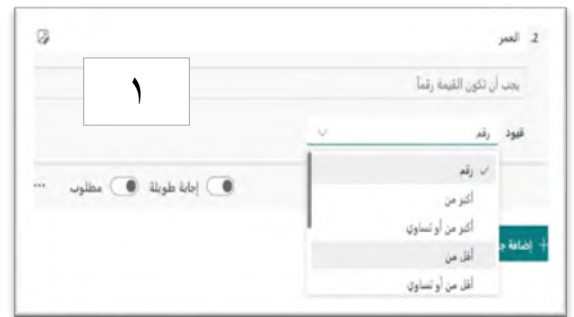 2 العمر
١
يجب أن تكون القيمة رقماً
قيود رقم
✓ رقم
أكبر من
أكبر من أو تساوي
أقل من
أقل من أو تساوي
إجابة طويلة مطلوب ...
+ إضافة